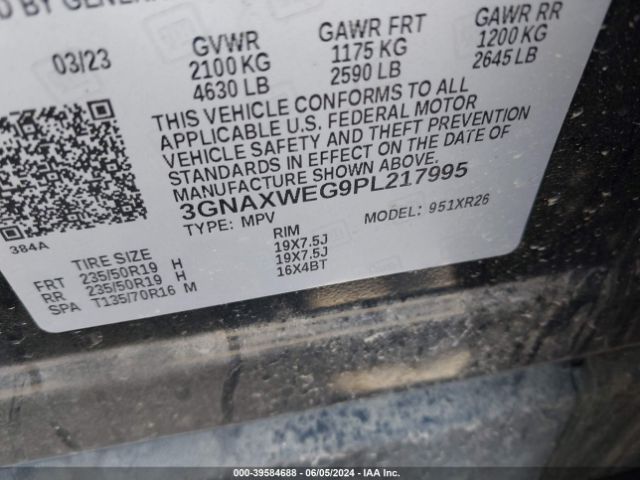 BY GENERAL
03/23
GVWR
2100 KG
4630 LB
GAWR FRT
1175 KG
2590 LB
GAWR RR
1200 KG
2645 LB
THIS VEHICLE CONFORMS TO ALL
APPLICABLE U.S. FEDERAL MOTOR
VEHICLE SAFETY AND THEFT PREVENTION
STANDARDS IN EFFECT ON THE DATE OF
MANUFACTURE SHOWN ABOVE.
3GNAXWEG9PL217995
TYPE: MPV
MODEL: 951XR26
384A
TIRE SIZE
RIM
FRT 235/50R19 H 19X7.5J
RR 235/50R19 H 19X7.5J
SPA T135/70R16 M 16X4BT
000-39584688 | 06/05/2024 | IAA Inc.